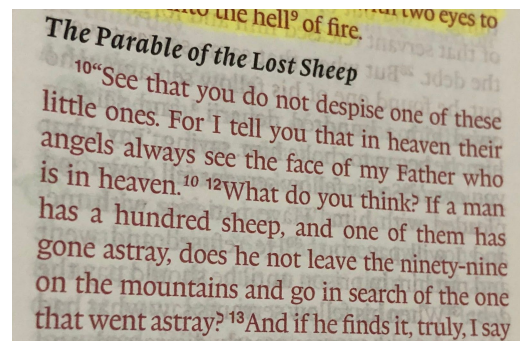 the hell⁹ of fire. with two eyes to
The Parable of the Lost Sheep
¹⁰“See that you do not despise one of these
little ones. For I tell you that in heaven their
angels always see the face of my Father who
is in heaven.¹⁰ ¹²What do you think? If a man
has a hundred sheep, and one of them has
gone astray, does he not leave the ninety-nine
on the mountains and go in search of the one
that went astray? ¹³And if he finds it, truly, I say